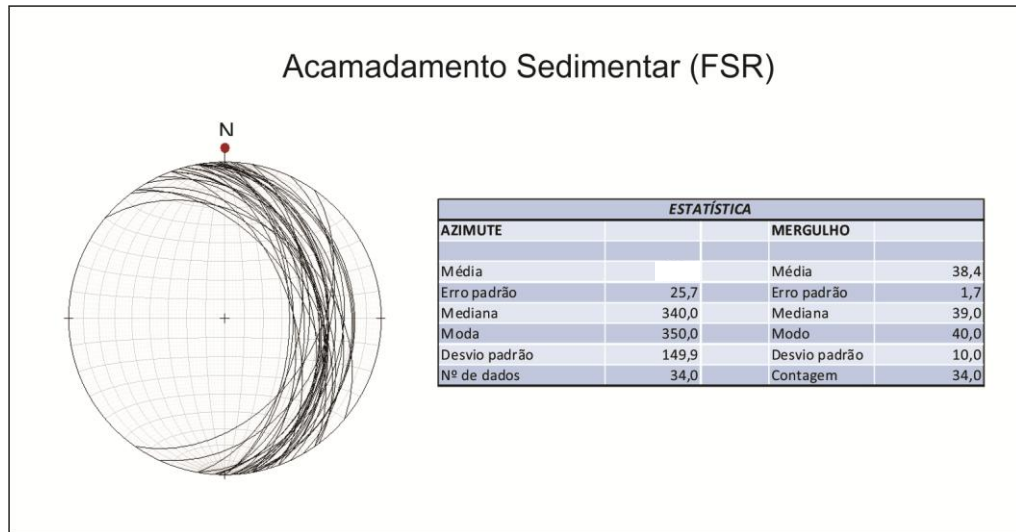 Acamadamento Sedimentar (FSR)
N
ESTATÍSTICA
AZIMUTE MERGULHO
Média Média 38,4
Erro padrão 25,7 Erro padrão 1,7
Mediana 340,0 Mediana 39,0
Moda 350,0 Modo 40,0
Desvio padrão 149,9 Desvio padrão 10,0
Nº de dados 34,0 Contagem 34,0